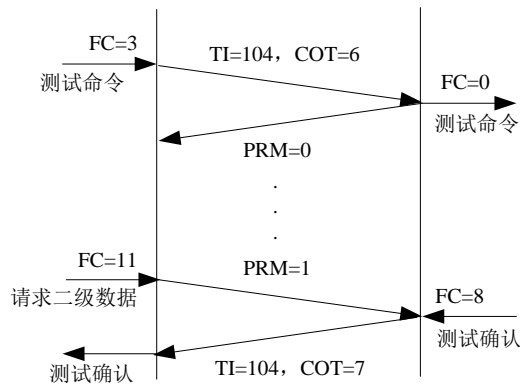 FC=3
TI=104，COT=6
FC=0
测试命令
测试命令
PRM=0
.
.
.
FC=11
PRM=1
请求二级数据
FC=8
测试确认
测试确认
TI=104，COT=7